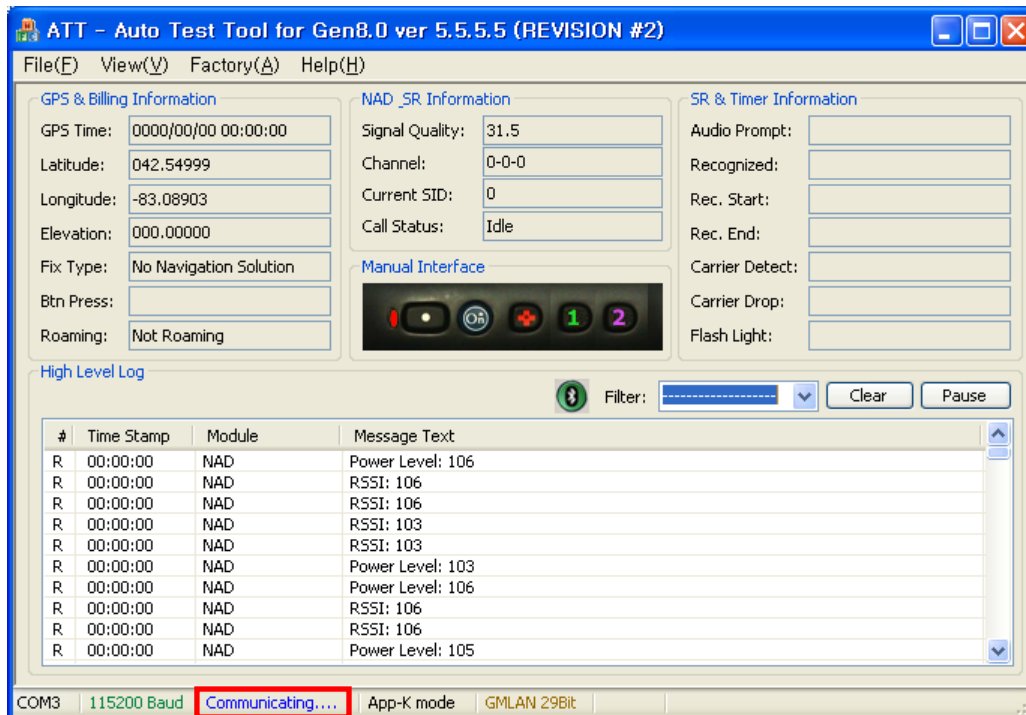 ATT - Auto Test Tool for Gen8.0 ver 5.5.5.5 (REVISION #2)
File(F) View(V) Factory(A) Help(H)
GPS & Billing Information
GPS Time: 0000/00/00 00:00:00
Latitude: 042.54999
Longitude: -83.08903
Elevation: 000.00000
Fix Type: No Navigation Solution
Btn Press:
Roaming: Not Roaming
NAD _SR Information
Signal Quality: 31.5
Channel: 0-0-0
Current SID: 0
Call Status: Idle
Manual Interface
On 1 2
SR & Timer Information
Audio Prompt:
Recognized:
Rec. Start:
Rec. End:
Carrier Detect:
Carrier Drop:
Flash Light:
High Level Log
Filter: ------------------- Clear Pause
# Time Stamp Module Message Text
R 00:00:00 NAD Power Level: 106
R 00:00:00 NAD RSSI: 106
R 00:00:00 NAD RSSI: 106
R 00:00:00 NAD RSSI: 103
R 00:00:00 NAD RSSI: 103
R 00:00:00 NAD Power Level: 103
R 00:00:00 NAD Power Level: 106
R 00:00:00 NAD RSSI: 106
R 00:00:00 NAD RSSI: 106
R 00:00:00 NAD Power Level: 105
COM3 115200 Baud Communicating.... App-K mode GMLAN 29Bit